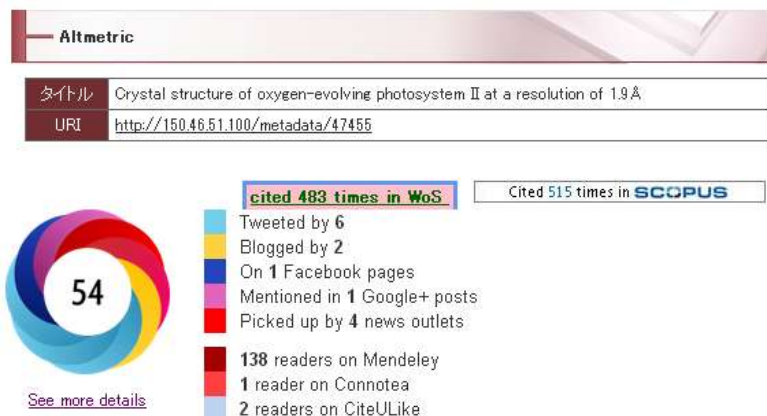 Altmetric
タイトル Crystal structure of oxygen-evolving photosystem Ⅱ at a resolution of 1.9Å
URI http://150.46.51.100/metadata/47455
cited 483 times in WoS Cited 515 times in SCOPUS
Tweeted by 6
Blogged by 2
On 1 Facebook pages
Mentioned in 1 Google+ posts
Picked up by 4 news outlets
54
138 readers on Mendeley
1 reader on Connotea
2 readers on CiteULike
See more details